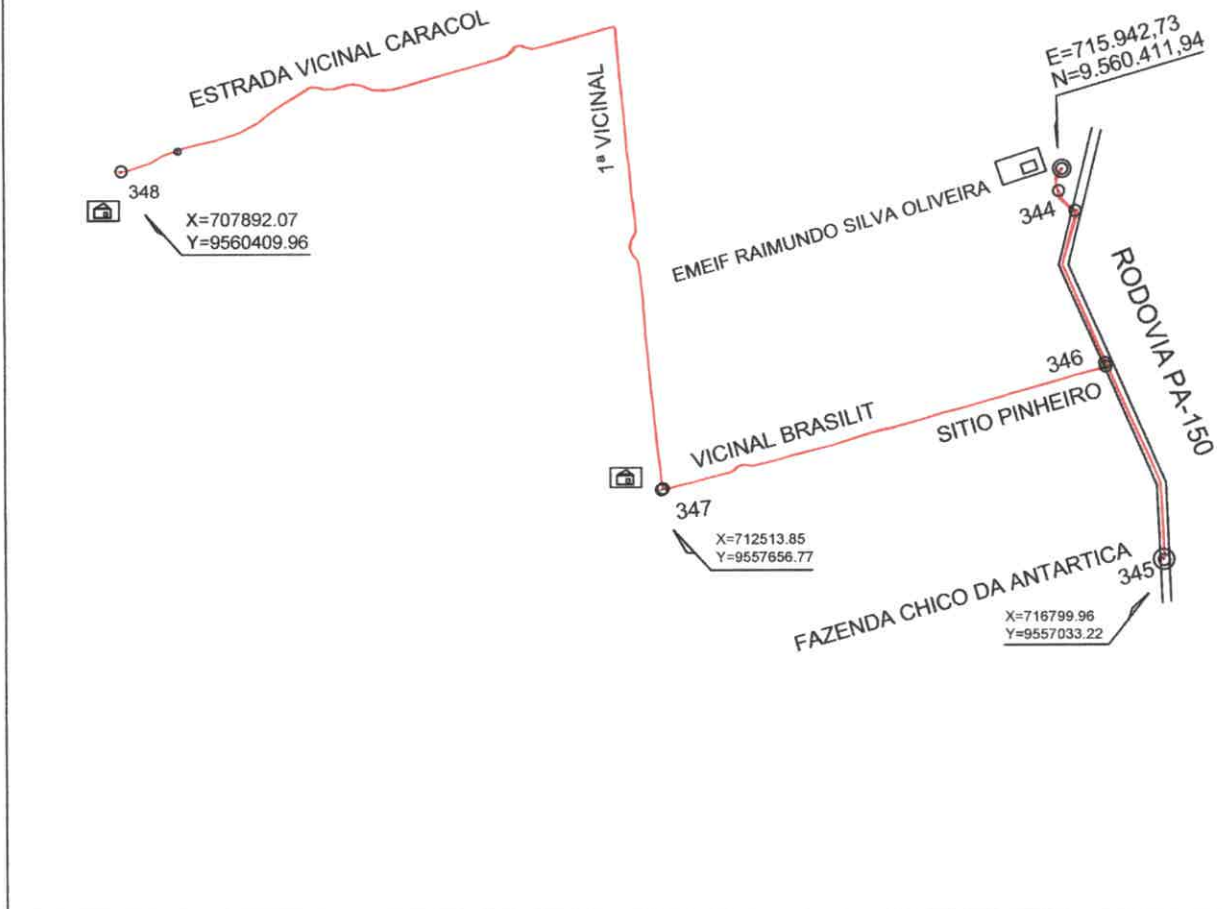 ESTRADA VICINAL CARACOL
1ª VICINAL
E=715.942,73
N=9.560.411,94
348
X=707892.07
Y=9560409.96
EMEIF RAIMUNDO SILVA OLIVEIRA
344
RODOVIA PA-150
346
SITIO PINHEIRO
VICINAL BRASILIT
347
X=712513.85
Y=9557656.77
FAZENDA CHICO DA ANTARTICA
345
X=716799.96
Y=9557033.22